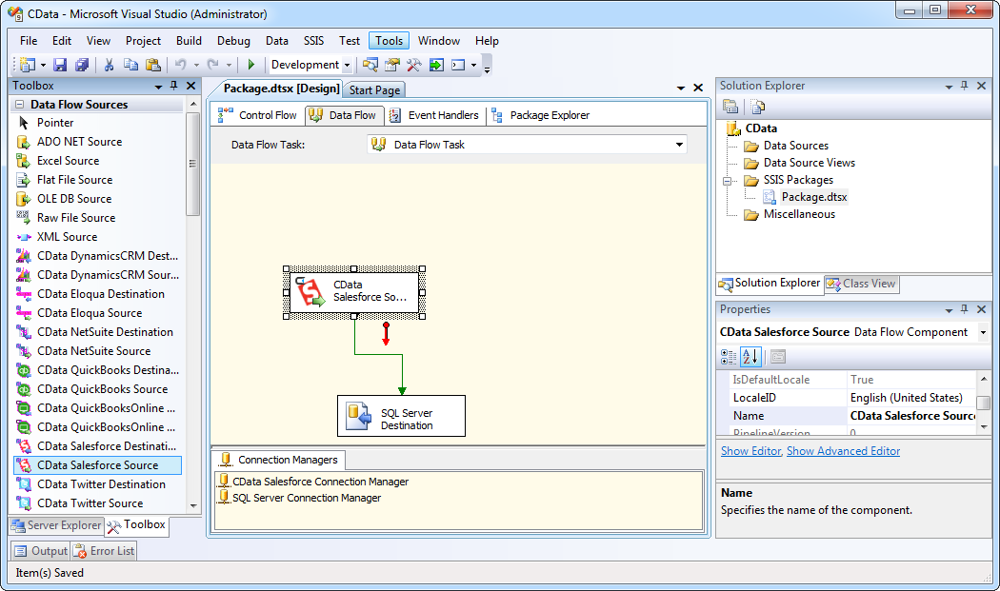 CData - Microsoft Visual Studio (Administrator)
File Edit View Project Build Debug Data SSIS Test Tools Window Help
Development
Toolbox
Data Flow Sources
Pointer
ADO NET Source
Excel Source
Flat File Source
OLE DB Source
Raw File Source
XML Source
CData DynamicsCRM Dest...
CData DynamicsCRM Sour...
CData Eloqua Destination
CData Eloqua Source
CData NetSuite Destination
CData NetSuite Source
CData QuickBooks Destina...
CData QuickBooks Source
CData QuickBooksOnline ...
CData QuickBooksOnline ...
CData Salesforce Destinati...
CData Salesforce Source
CData Twitter Destination
CData Twitter Source
Server Explorer Toolbox
Package.dtsx [Design] Start Page
Control Flow Data Flow Event Handlers Package Explorer
Data Flow Task: Data Flow Task
CData
Salesforce So...
SQL Server
Destination
Connection Managers
CData Salesforce Connection Manager
SQL Server Connection Manager
Solution Explorer
CData
Data Sources
Data Source Views
SSIS Packages
Package.dtsx
Miscellaneous
Solution Explorer Class View
Properties
CData Salesforce Source Data Flow Component
IsDefaultLocale True
LocaleID English (United States)
Name CData Salesforce Source
PipelineVersion 0
Show Editor, Show Advanced Editor
Name
Specifies the name of the component.
Output Error List
Item(s) Saved